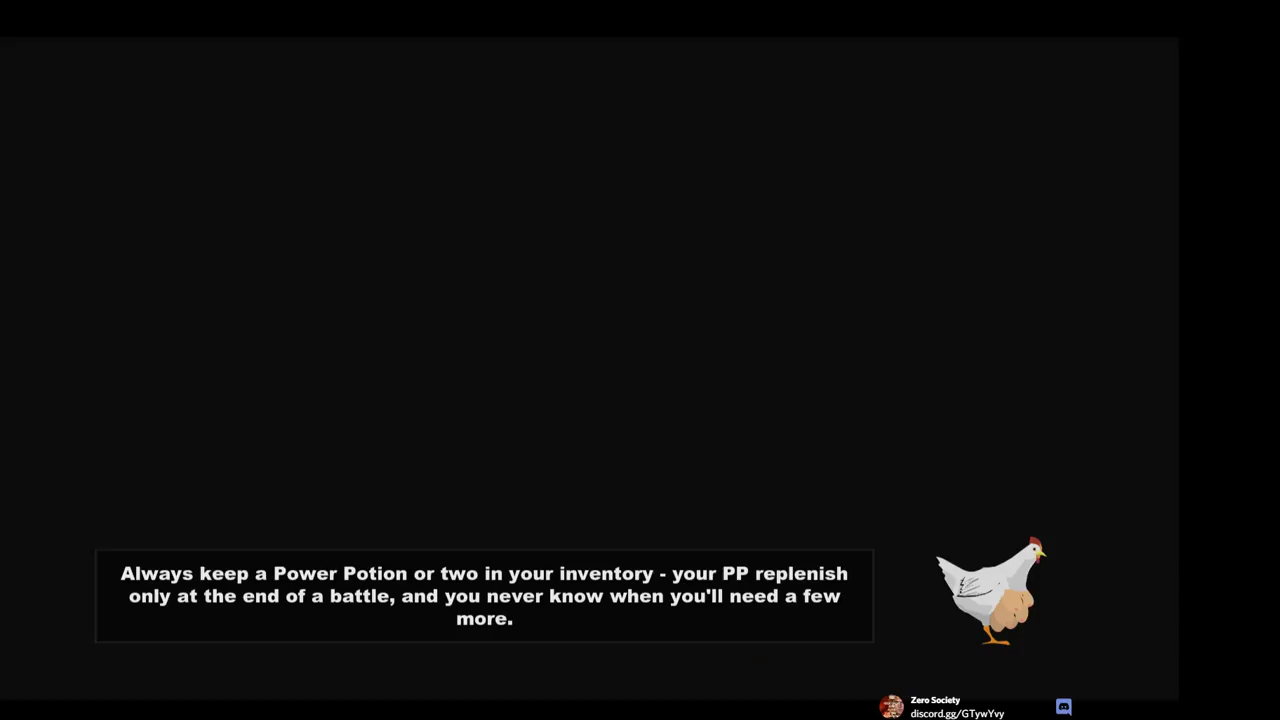 Always keep a Power Potion or two in your inventory - your PP replenish
only at the end of a battle, and you never know when you'll need a few
more.
Zero Society
discord.gg/GTywYvy